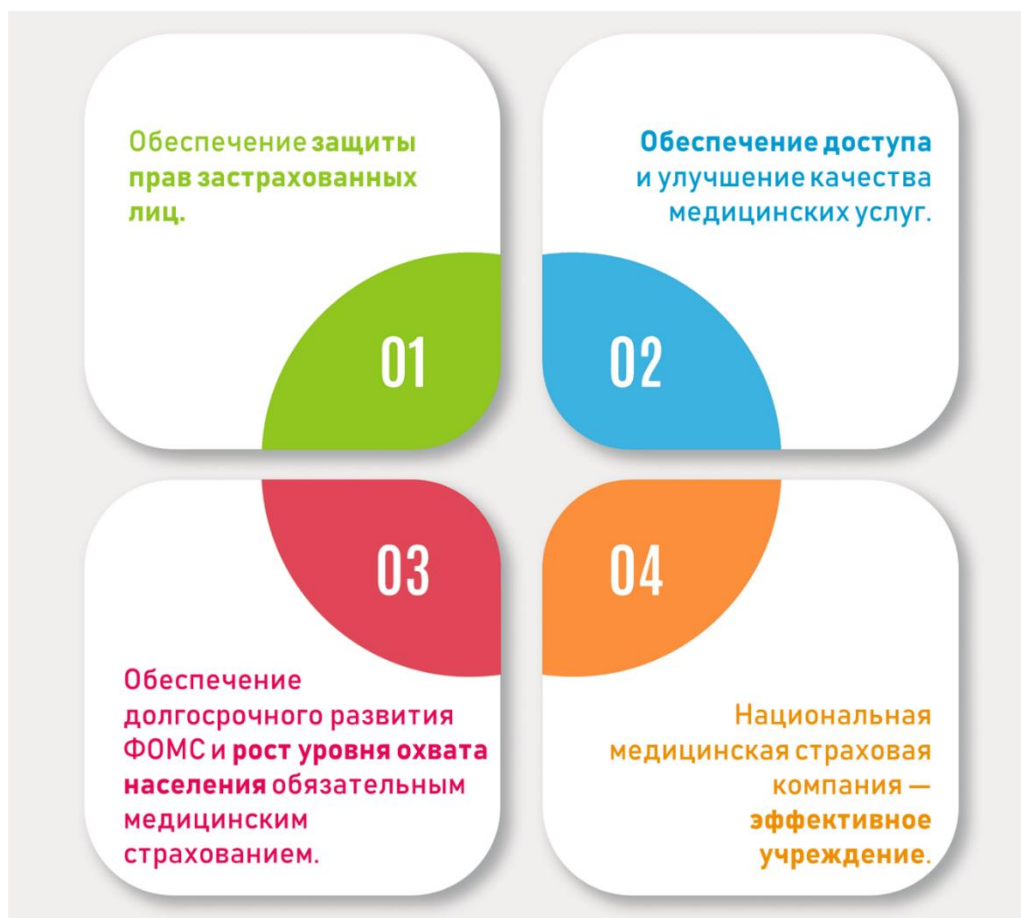 Обеспечение защиты
прав застрахованных
лиц.
01
Обеспечение доступа
и улучшение качества
медицинских услуг.
02
03
Обеспечение
долгосрочного развития
ФОМС и рост уровня охвата
населения обязательным
медицинским
страхованием.
04
Национальная
медицинская страховая
компания —
эффективное
учреждение.